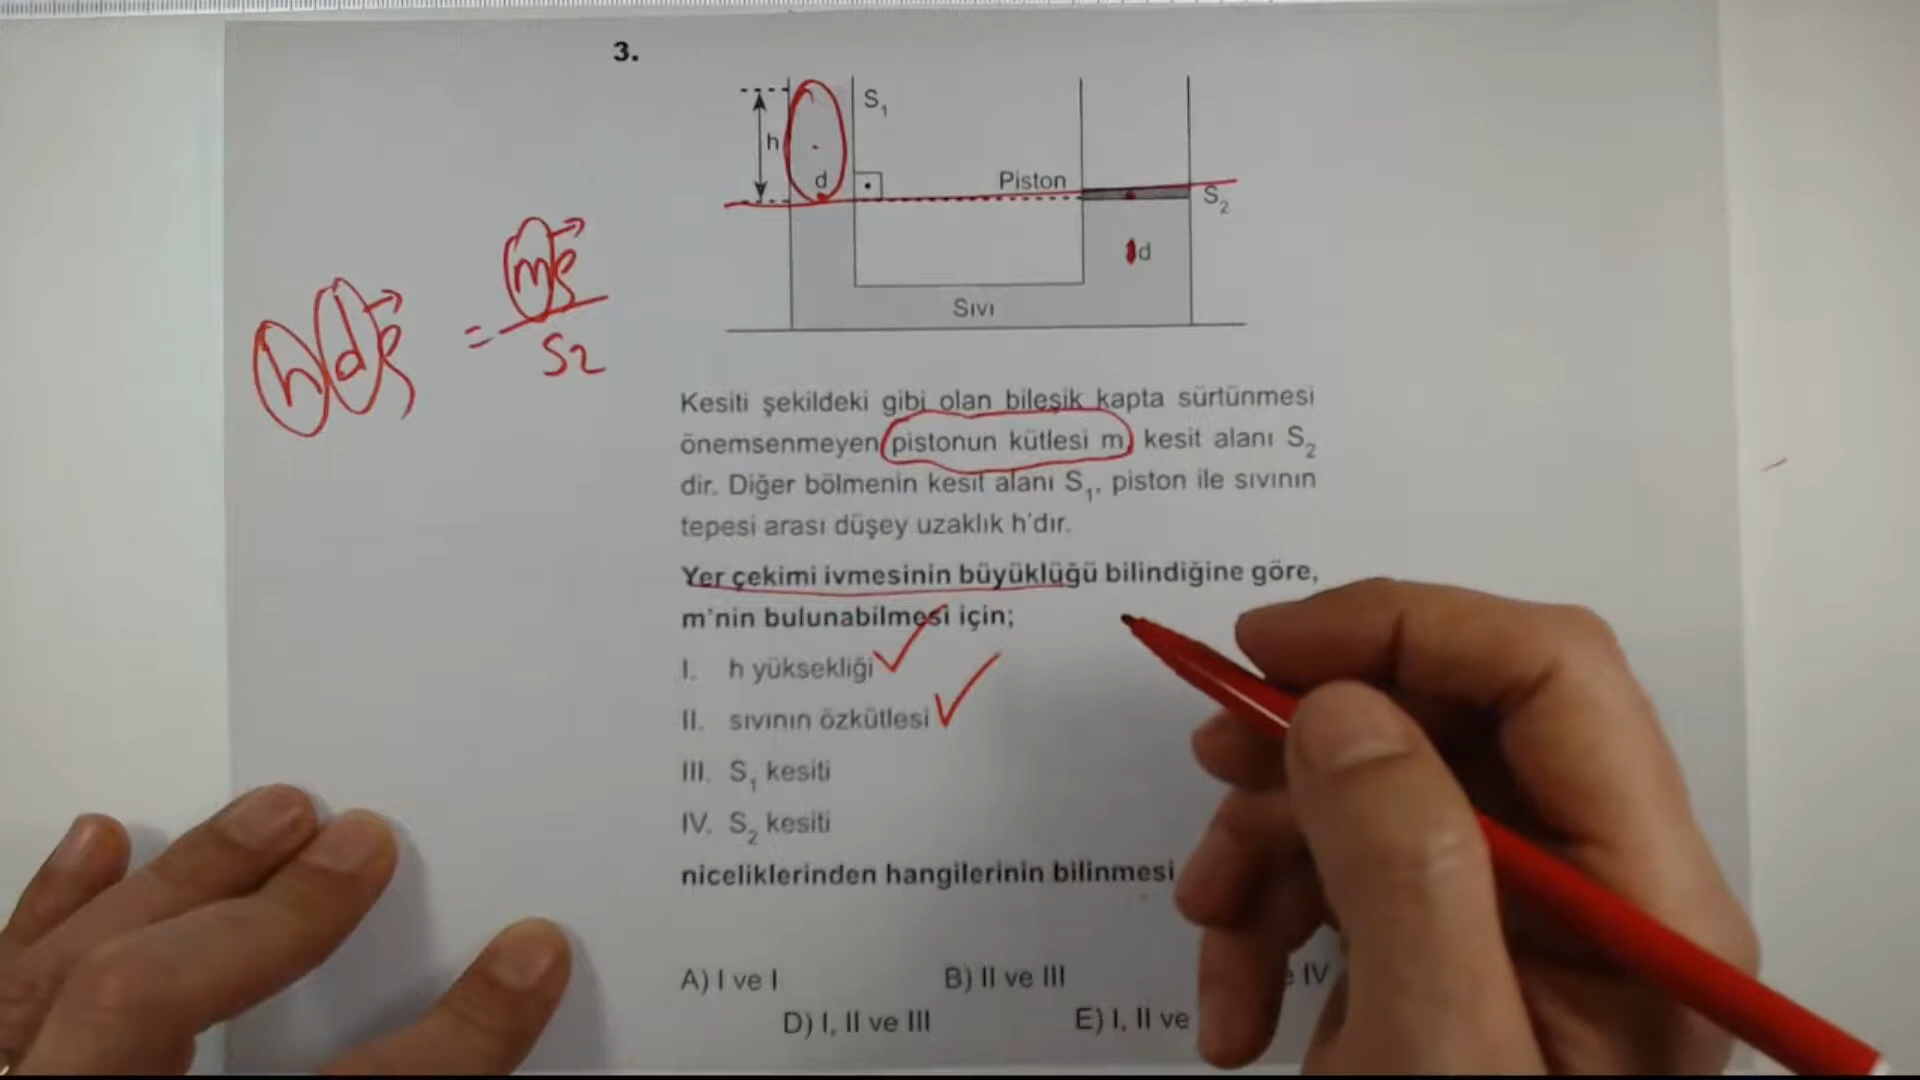 3.
S₁
h
d
Piston
S₂
d
Sıvı
hdg = mg / S2
Kesiti şekildeki gibi olan bileşik kapta sürtünmesi
önemsenmeyen pistonun kütlesi m, kesit alanı S₂
dir. Diğer bölmenin kesit alanı S₁, piston ile sıvının
tepesi arası düşey uzaklık h'dır.
Yer çekimi ivmesinin büyüklüğü bilindiğine göre,
m'nin bulunabilmesi için;
I. h yüksekliği
II. sıvının özkütlesi
III. S₁ kesiti
IV. S₂ kesiti
niceliklerinden hangilerinin bilinmesi
A) I ve I
B) II ve III
e IV
D) I, II ve III
E) I, II ve